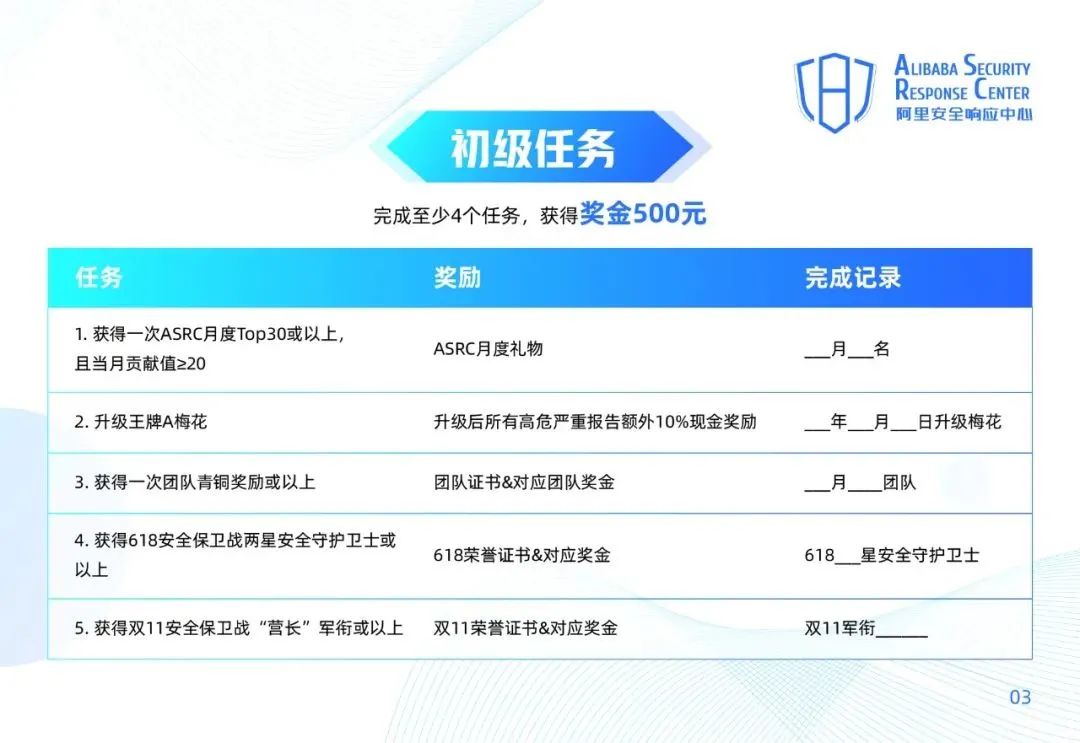 ALIBABA SECURITY
RESPONSE CENTER
阿里安全响应中心
初级任务
完成至少4个任务，获得奖金500元
任务 奖励 完成记录
1. 获得一次ASRC月度Top30或以上，
且当月贡献值≥20
ASRC月度礼物
___月___名
2. 升级王牌A梅花
升级后所有高危严重报告额外10%现金奖励
___年___月___日升级梅花
3. 获得一次团队青铜奖励或以上
团队证书&对应团队奖金
___月____团队
4. 获得618安全保卫战两星安全守护卫士或
以上
618荣誉证书&对应奖金
618___星安全守护卫士
5. 获得双11安全保卫战“营长”军衔或以上
双11荣誉证书&对应奖金
双11军衔______
03